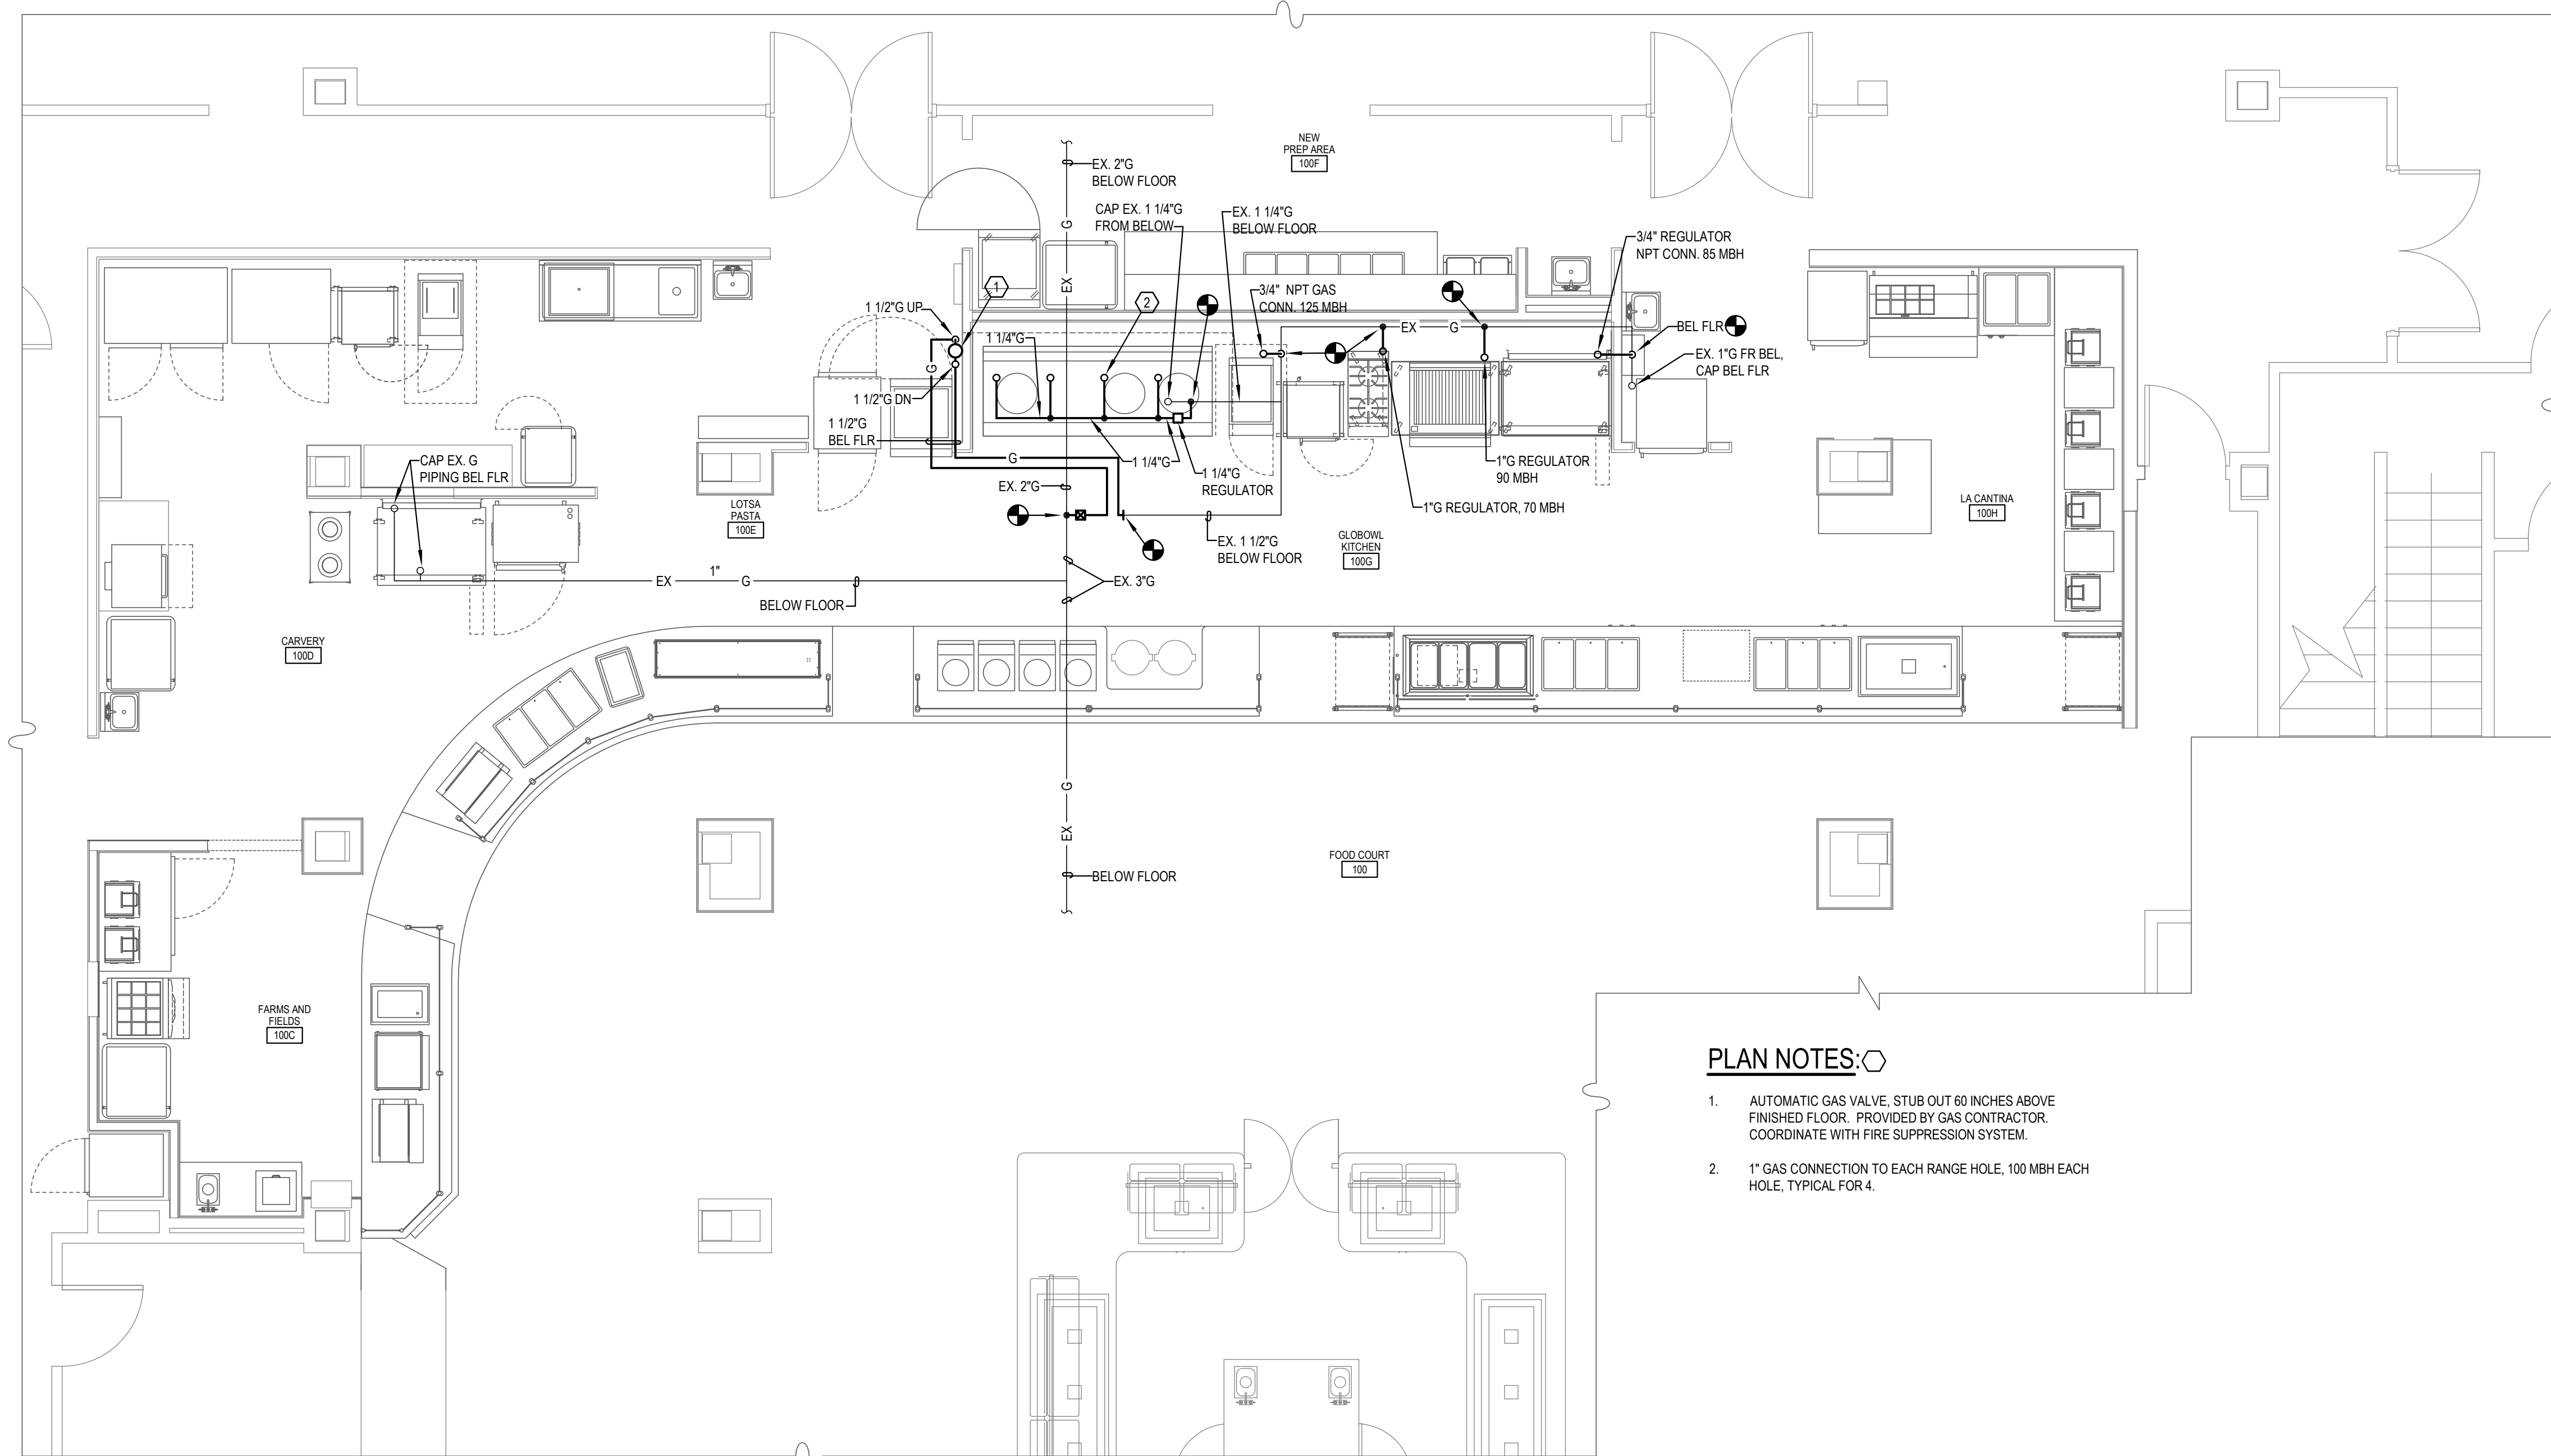 NEW
PREP AREA
100F
EX. 2"G
BELOW FLOOR
G
EX
CAP EX. 1 1/4"G
FROM BELOW
EX. 1 1/4"G
BELOW FLOOR
3/4" REGULATOR
NPT CONN. 85 MBH
1
2
3/4" NPT GAS
CONN. 125 MBH
1 1/2"G UP
1 1/4"G
EX
G
BEL FLR
EX. 1"G FR BEL,
CAP BEL FLR
G
1 1/2"G DN
1 1/2"G
BEL FLR
G
1 1/4"G
1 1/4"G
REGULATOR
1"G REGULATOR
90 MBH
1"G REGULATOR, 70 MBH
CAP EX. G
PIPING BEL FLR
EX. 2"G
LOTSA
PASTA
100E
LA CANTINA
100H
EX. 1 1/2"G
BELOW FLOOR
GLOBOWL
KITCHEN
100G
EX
1"
G
EX. 3"G
BELOW FLOOR
CARVERY
100D
G
EX
BELOW FLOOR
FOOD COURT
100
FARMS AND
FIELDS
100C
PLAN NOTES:
1. AUTOMATIC GAS VALVE, STUB OUT 60 INCHES ABOVE
FINISHED FLOOR. PROVIDED BY GAS CONTRACTOR.
COORDINATE WITH FIRE SUPPRESSION SYSTEM.
2. 1" GAS CONNECTION TO EACH RANGE HOLE, 100 MBH EACH
HOLE, TYPICAL FOR 4.